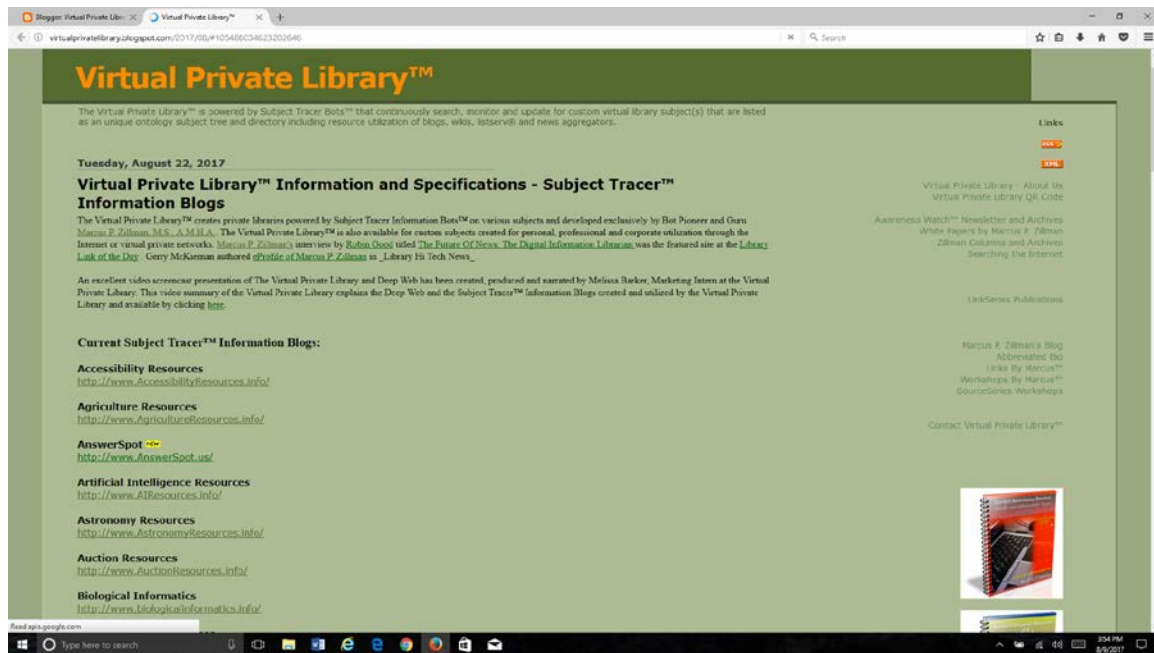 Blogger: Virtual Private Libr
Virtual Private Library™
virtualprivatelibrary.blogspot.com/2017/08/#105486034623202646
Search
Virtual Private Library™
The Virtual Private Library™ is powered by Subject Tracer Bots™ that continuously search, monitor and update for custom virtual library subject(s) that are listed
as an unique ontology subject tree and directory including resource utilization of blogs, wikis, listserv® and news aggregators.
Tuesday, August 22, 2017
Virtual Private Library™ Information and Specifications - Subject Tracer™
Information Blogs
The Virtual Private Library™ creates private libraries powered by Subject Tracer Information Bots™ on various subjects and developed exclusively by Bot Pioneer and Guru
Marcus P. Zillman, M.S., A.M.H.A.. The Virtual Private Library™ is also available for custom subjects created for personal, professional and corporate utilization through the
Internet or virtual private networks. Marcus P. Zillman's interview by Robin Good titled The Future Of News: The Digital Information Librarian was the featured site at the Library
Link of the Day . Gerry McKiernan authored eProfile of Marcus P. Zillman in _Library Hi Tech News_
An excellent video screencast presentation of The Virtual Private Library and Deep Web has been created, produced and narrated by Melissa Barker, Marketing Intern at the Virtual
Private Library. This video summary of the Virtual Private Library explains the Deep Web and the Subject Tracer™ Information Blogs created and utilized by the Virtual Private
Library and available by clicking here.
Current Subject Tracer™ Information Blogs:
Accessibility Resources
http://www.AccessibilityResources.info/
Agriculture Resources
http://www.AgricultureResources.info/
AnswerSpot NEW
http://www.AnswerSpot.us/
Artificial Intelligence Resources
http://www.AIResources.info/
Astronomy Resources
http://www.AstronomyResources.info/
Auction Resources
http://www.AuctionResources.info/
Biological Informatics
http://www.biologicalinformatics.info/
Links
RSS
XML
Virtual Private Library - About Us
Virtual Private Library QR Code
Awareness Watch™ Newsletter and Archives
White Papers by Marcus P. Zillman
Zillman Columns and Archives
Searching the Internet
LinkSeries Publications
Marcus P. Zillman's Blog
Abbreviated Bio
Links By Marcus™
Workshops By Marcus™
SourceSeries Workshops
Contact Virtual Private Library™
Read apis.google.com
Type here to search
3:54 PM
8/9/2017